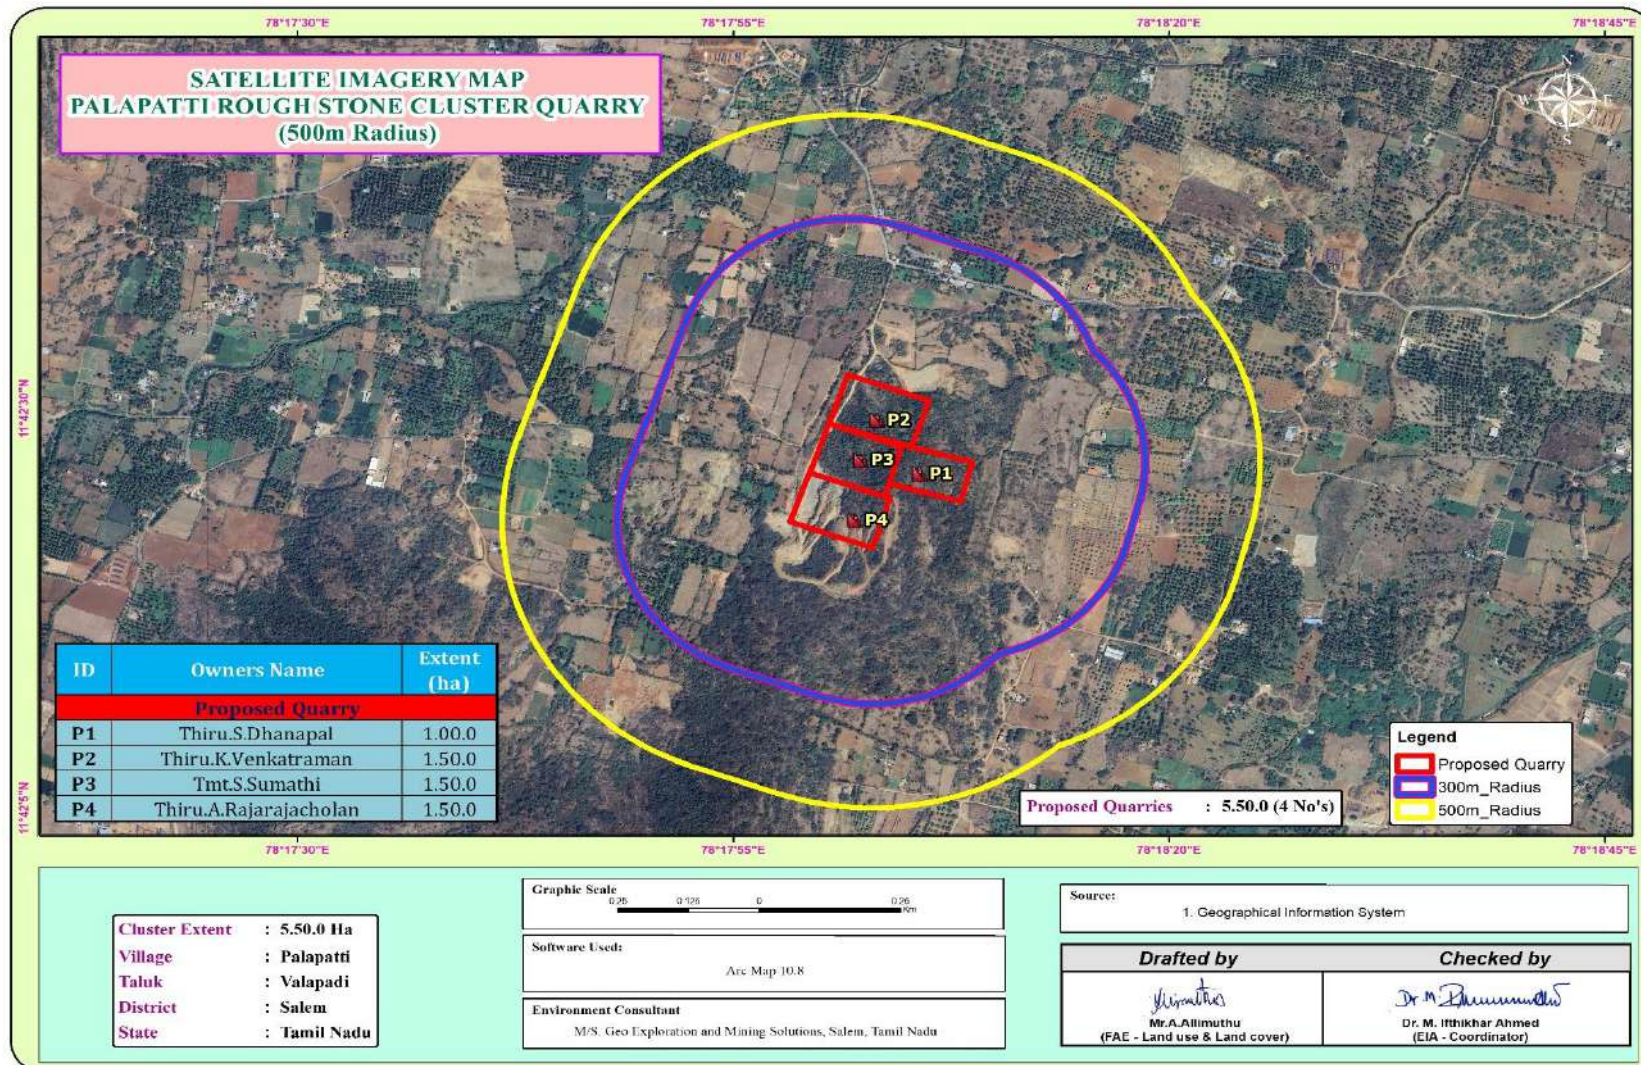 78°17'30"E 78°17'55"E 78°18'20"E 78°18'45"E
SATELLITE IMAGERY MAP
PALAPATTI ROUGH STONE CLUSTER QUARRY
(500m Radius)
N
W E
S
11°42'30"N
P2
P3
P1
P4
ID Owners Name Extent (ha)
Proposed Quarry
P1 Thiru.S.Dhanapal 1.00.0
P2 Thiru.K.Venkatraman 1.50.0
P3 Tmt.S.Sumathi 1.50.0
P4 Thiru.A.Rajarajacholan 1.50.0
11°42'5"N
Legend
Proposed Quarry
300m_Radius
500m_Radius
Proposed Quarries : 5.50.0 (4 No's)
78°17'30"E 78°17'55"E 78°18'20"E 78°18'45"E
Cluster Extent : 5.50.0 Ha
Village : Palapatti
Taluk : Valapadi
District : Salem
State : Tamil Nadu
Graphic Scale
0.25 0.125 0 0.25
Km
Software Used:
Arc Map 10.8
Environment Consultant
M/S. Geo Exploration and Mining Solutions, Salem, Tamil Nadu
Source:
1. Geographical Information System
Drafted by Checked by
Mr.A.Allimuthu
(FAE - Land use & Land cover)
Dr. M. Ifthikhar Ahmed
(EIA - Coordinator)